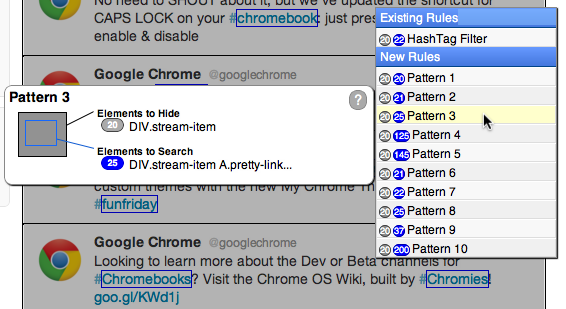 No need to SHOUT about it, but we've updated the shortcut for
CAPS LOCK on your #chromebook: just pres
enable & disable
Google Chrome @googlechrome
custom themes with the new My Chrome Th
#funfriday
Google Chrome @googlechrome
Looking to learn more about the Dev or Beta channels for
#Chromebooks? Visit the Chrome OS Wiki, built by #Chromies!
goo.gl/KWd1j
Pattern 3
?
Elements to Hide
20 DIV.stream-item
Elements to Search
25 DIV.stream-item A.pretty-link...
Existing Rules
20 22 HashTag Filter
New Rules
20 20 Pattern 1
20 21 Pattern 2
20 25 Pattern 3
20 125 Pattern 4
20 145 Pattern 5
20 21 Pattern 6
20 22 Pattern 7
20 25 Pattern 8
20 37 Pattern 9
20 200 Pattern 10